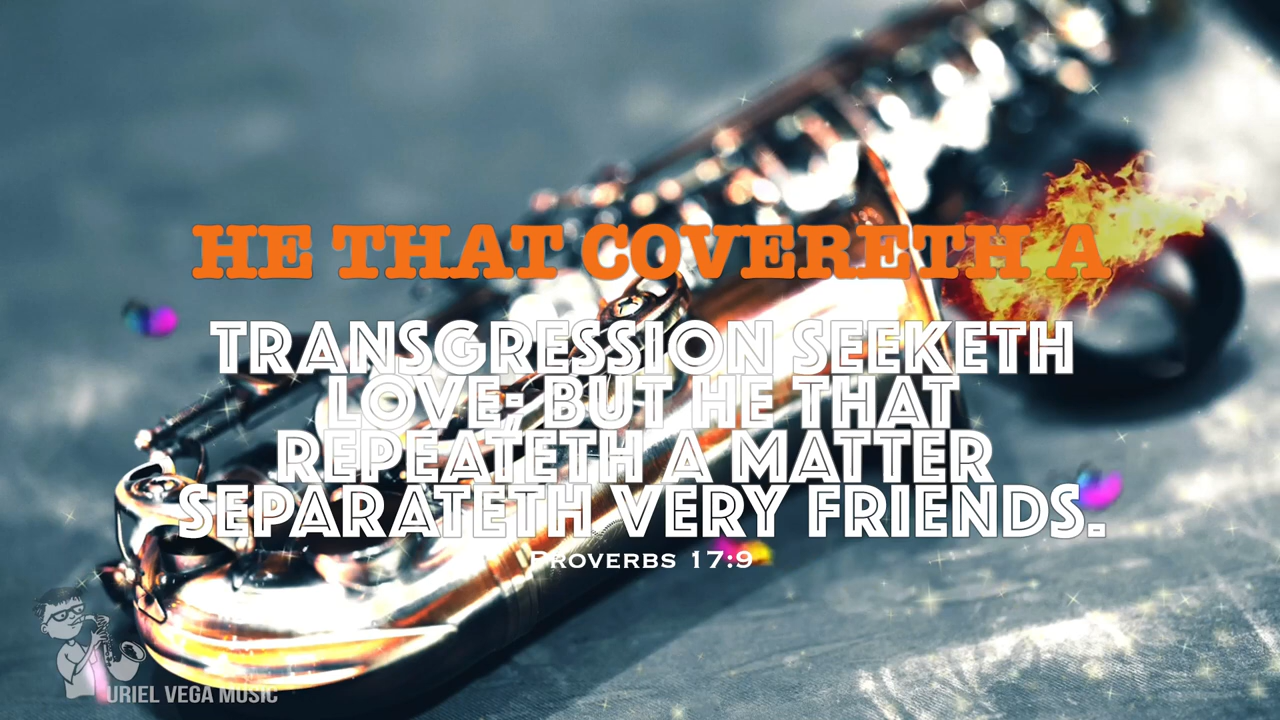 HE THAT COVERETH A
TRANSGRESSION SEEKETH
LOVE; BUT HE THAT
REPEATETH A MATTER
SEPARATETH VERY FRIENDS.
PROVERBS 17:9
URIEL VEGA MUSIC